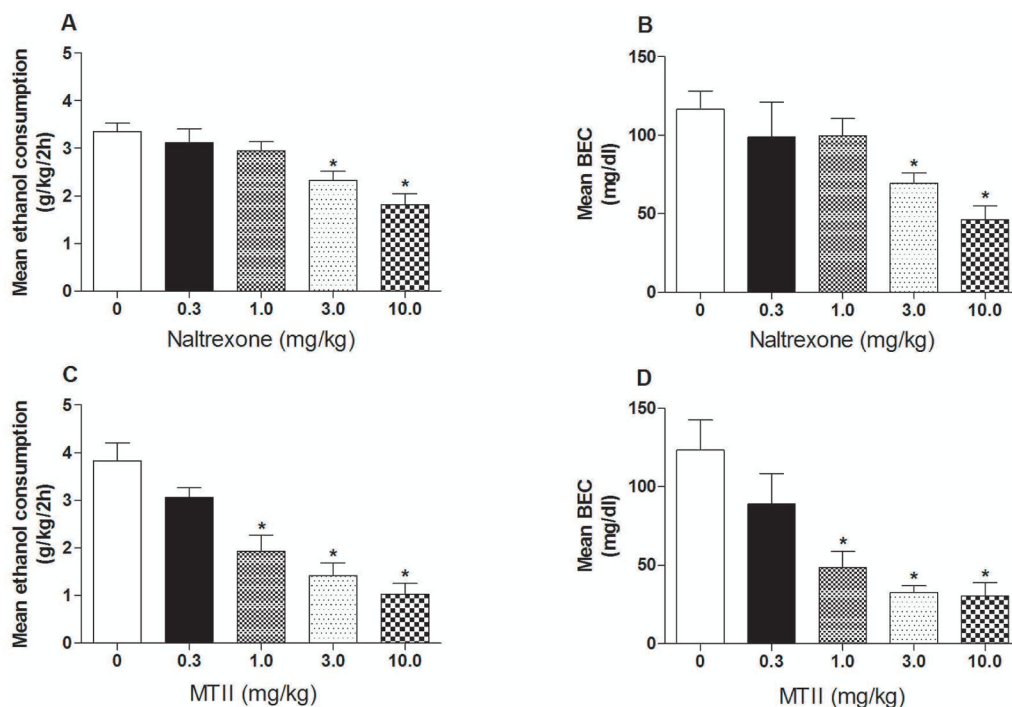 A
Mean ethanol consumption
(g/kg/2h)
5
4
3
2
1
0
*
*
0 0.3 1.0 3.0 10.0
Naltrexone (mg/kg)
B
Mean BEC
(mg/dl)
150
100
50
0
*
*
0 0.3 1.0 3.0 10.0
Naltrexone (mg/kg)
C
Mean ethanol consumption
(g/kg/2h)
5
4
3
2
1
0
*
*
*
0 0.3 1.0 3.0 10.0
MTII (mg/kg)
D
Mean BEC
(mg/dl)
150
100
50
0
*
*
*
0 0.3 1.0 3.0 10.0
MTII (mg/kg)